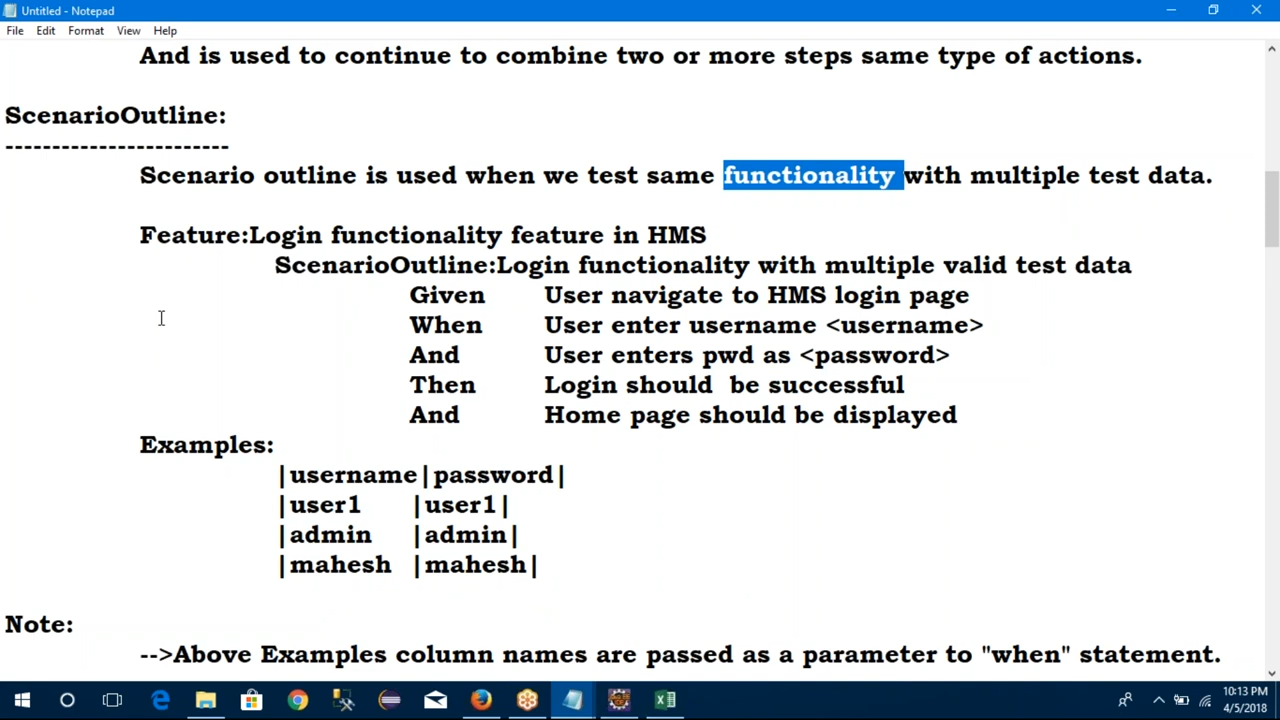 Untitled - Notepad
File Edit Format View Help
And is used to continue to combine two or more steps same type of actions.
ScenarioOutline:
------------------------
Scenario outline is used when we test same functionality with multiple test data.
Feature:Login functionality feature in HMS
ScenarioOutline:Login functionality with multiple valid test data
Given User navigate to HMS login page
When User enter username <username>
And User enters pwd as <password>
Then Login should  be successful
And Home page should be displayed
Examples:
|username|password|
|user1 |user1|
|admin |admin|
|mahesh |mahesh|
Note:
-->Above Examples column names are passed as a parameter to "when" statement.
10:13 PM
4/5/2018